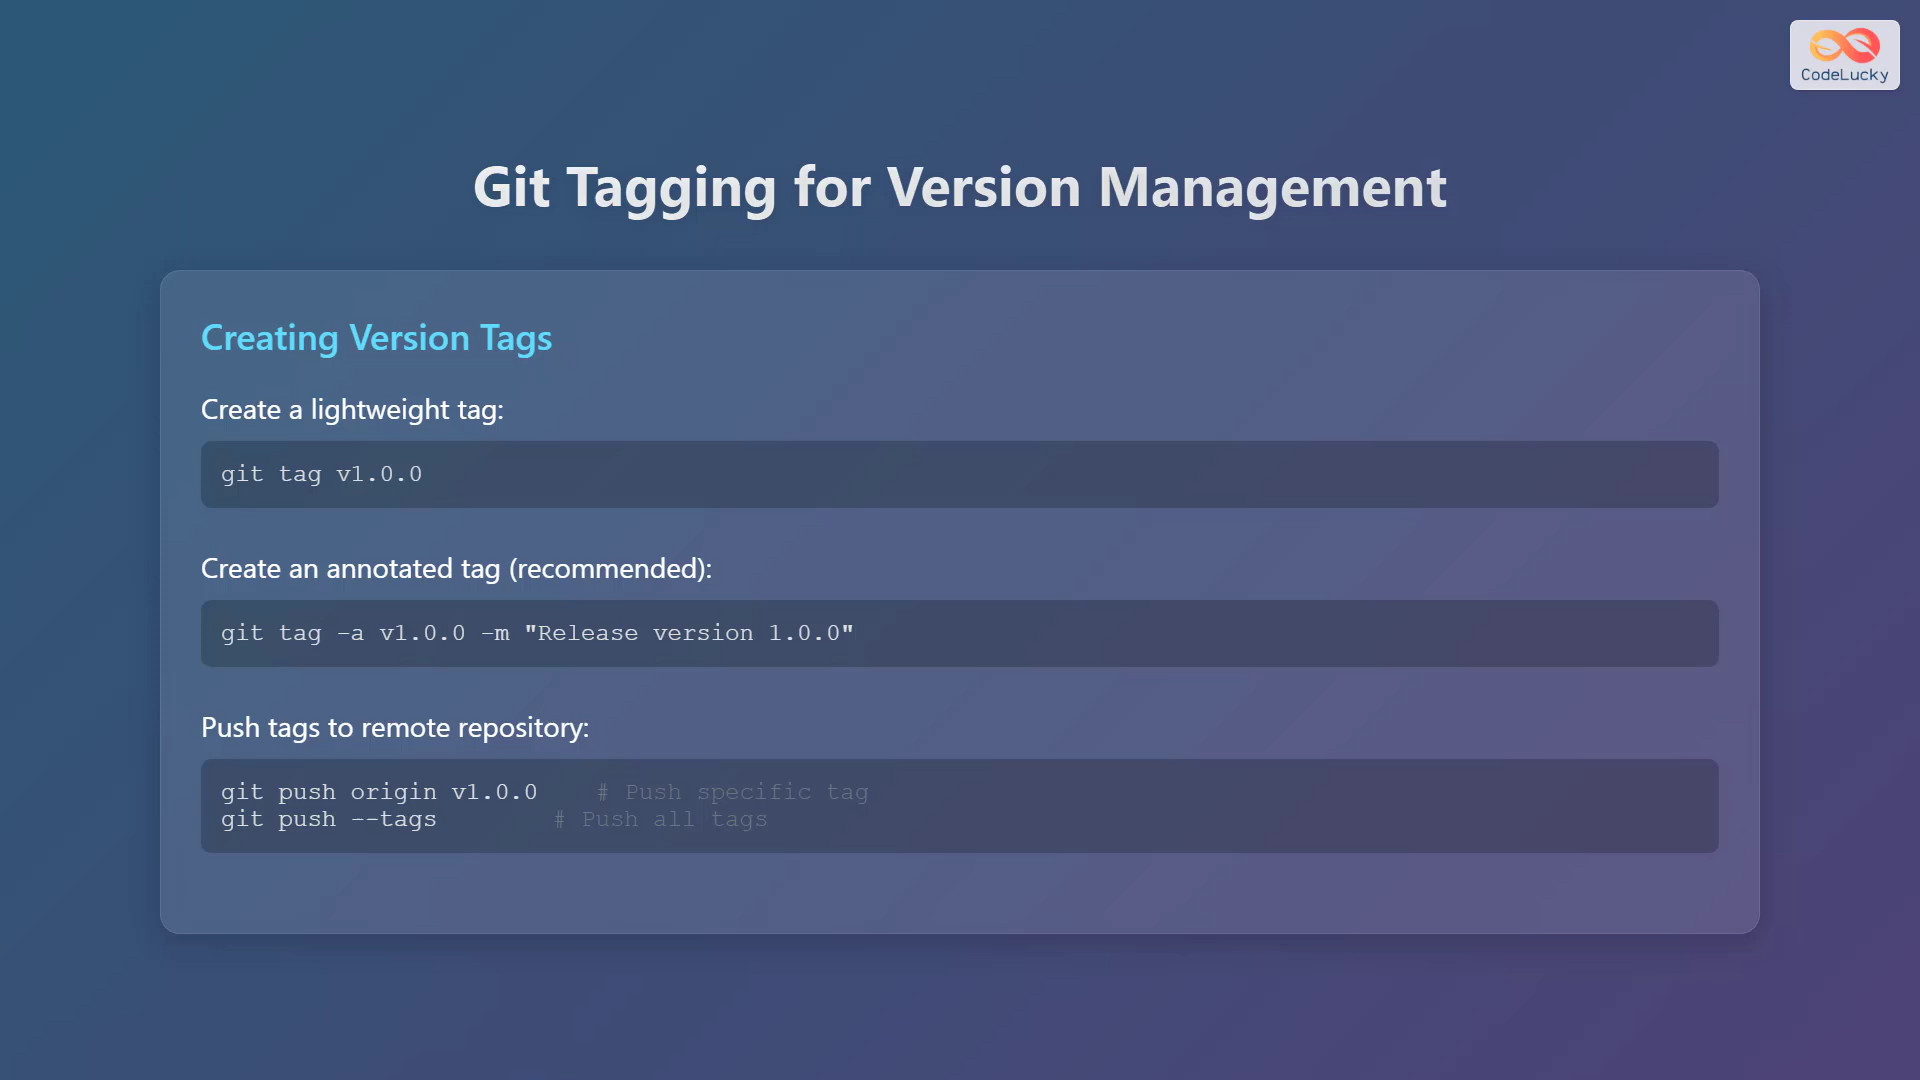 CodeLucky
Git Tagging for Version Management
Creating Version Tags
Create a lightweight tag:
git tag v1.0.0
Create an annotated tag (recommended):
git tag -a v1.0.0 -m "Release version 1.0.0"
Push tags to remote repository:
git push origin v1.0.0    # Push specific tag
git push --tags        # Push all tags